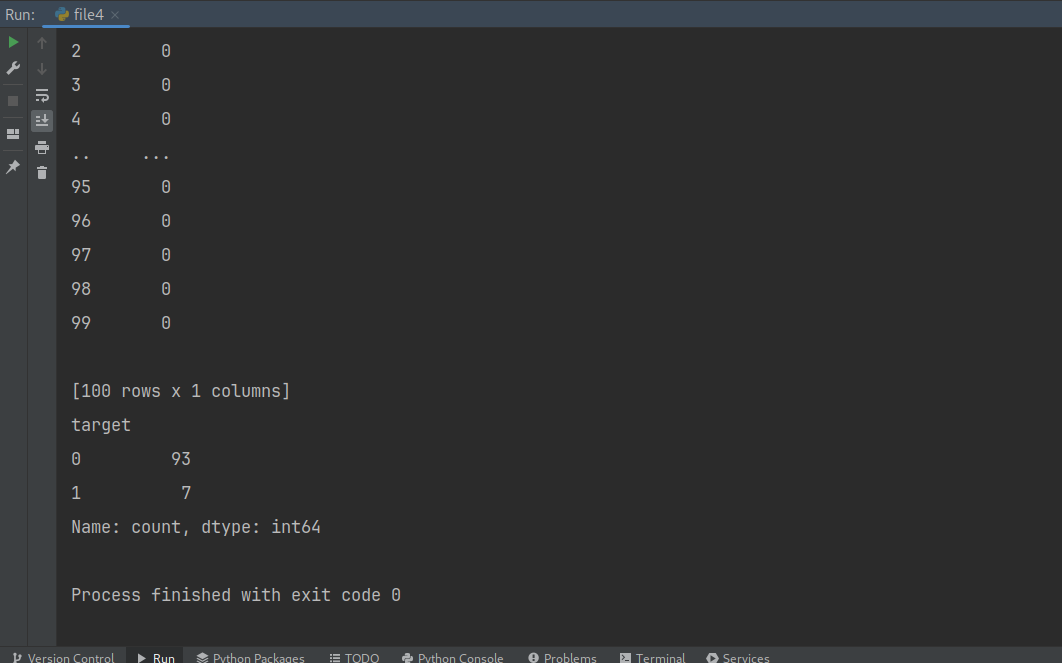 Run: file4
2 0
3 0
4 0
.. ...
95 0
96 0
97 0
98 0
99 0
[100 rows x 1 columns]
target
0 93
1 7
Name: count, dtype: int64
Process finished with exit code 0
Version Control Run Python Packages TODO Python Console Problems Terminal Services